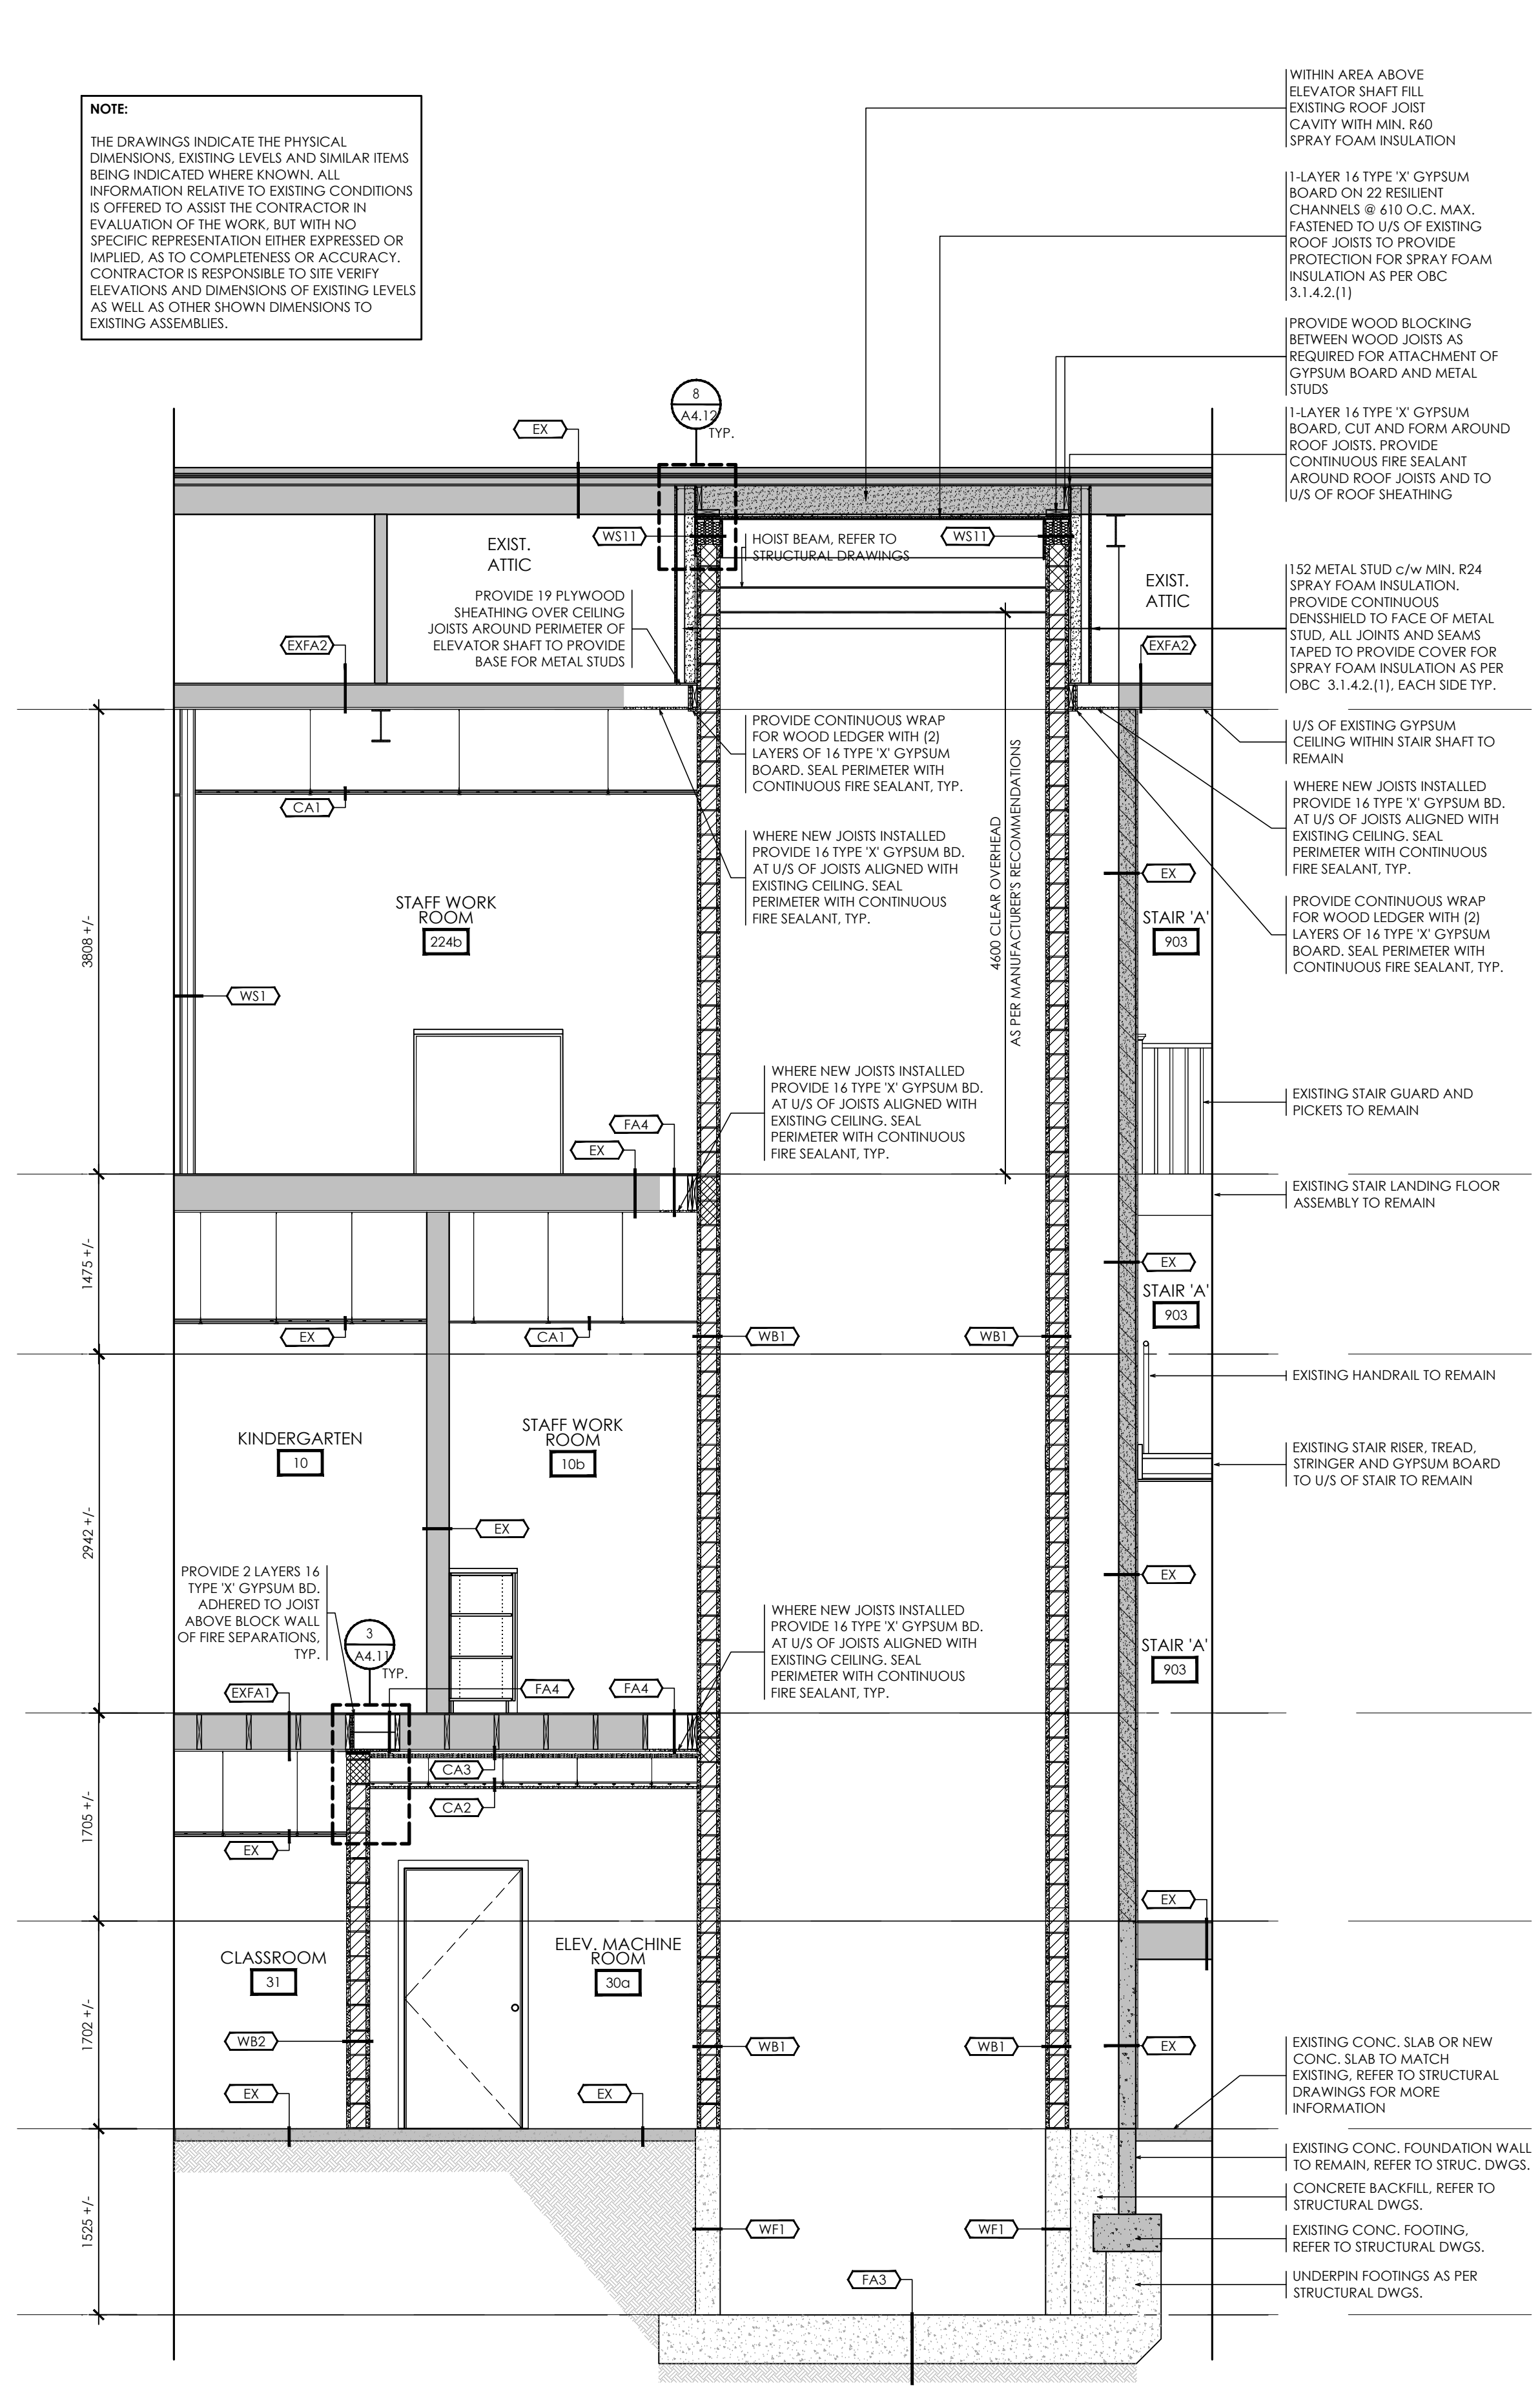 NOTE:
THE DRAWINGS INDICATE THE PHYSICAL
DIMENSIONS, EXISTING LEVELS AND SIMILAR ITEMS
BEING INDICATED WHERE KNOWN. ALL
INFORMATION RELATIVE TO EXISTING CONDITIONS
IS OFFERED TO ASSIST THE CONTRACTOR IN
EVALUATION OF THE WORK, BUT WITH NO
SPECIFIC REPRESENTATION EITHER EXPRESSED OR
IMPLIED, AS TO COMPLETENESS OR ACCURACY.
CONTRACTOR IS RESPONSIBLE TO SITE VERIFY
ELEVATIONS AND DIMENSIONS OF EXISTING LEVELS
AS WELL AS OTHER SHOWN DIMENSIONS TO
EXISTING ASSEMBLIES.
WITHIN AREA ABOVE
ELEVATOR SHAFT FILL
EXISTING ROOF JOIST
CAVITY WITH MIN. R60
SPRAY FOAM INSULATION
1-LAYER 16 TYPE 'X' GYPSUM
BOARD ON 22 RESILIENT
CHANNELS @ 610 O.C. MAX.
FASTENED TO U/S OF EXISTING
ROOF JOISTS TO PROVIDE
PROTECTION FOR SPRAY FOAM
INSULATION AS PER OBC
3.1.4.2.(1)
PROVIDE WOOD BLOCKING
BETWEEN WOOD JOISTS AS
REQUIRED FOR ATTACHMENT OF
GYPSUM BOARD AND METAL
STUDS
1-LAYER 16 TYPE 'X' GYPSUM
BOARD, CUT AND FORM AROUND
ROOF JOISTS. PROVIDE
CONTINUOUS FIRE SEALANT
AROUND ROOF JOISTS AND TO
U/S OF ROOF SHEATHING
8
A4.12
TYP.
EX
WS11
WS11
EXIST.
ATTIC
HOIST BEAM, REFER TO
STRUCTURAL DRAWINGS
EXIST.
ATTIC
152 METAL STUD c/w MIN. R24
SPRAY FOAM INSULATION.
PROVIDE CONTINUOUS
DENSSHIELD TO FACE OF METAL
STUD, ALL JOINTS AND SEAMS
TAPED TO PROVIDE COVER FOR
SPRAY FOAM INSULATION AS PER
OBC 3.1.4.2.(1), EACH SIDE TYP.
PROVIDE 19 PLYWOOD
SHEATHING OVER CEILING
JOISTS AROUND PERIMETER OF
ELEVATOR SHAFT TO PROVIDE
BASE FOR METAL STUDS
EXFA2
EXFA2
PROVIDE CONTINUOUS WRAP
FOR WOOD LEDGER WITH (2)
LAYERS OF 16 TYPE 'X' GYPSUM
BOARD. SEAL PERIMETER WITH
CONTINUOUS FIRE SEALANT, TYP.
U/S OF EXISTING GYPSUM
CEILING WITHIN STAIR SHAFT TO
REMAIN
CA1
WHERE NEW JOISTS INSTALLED
PROVIDE 16 TYPE 'X' GYPSUM BD.
AT U/S OF JOISTS ALIGNED WITH
EXISTING CEILING. SEAL
PERIMETER WITH CONTINUOUS
FIRE SEALANT, TYP.
WHERE NEW JOISTS INSTALLED
PROVIDE 16 TYPE 'X' GYPSUM BD.
AT U/S OF JOISTS ALIGNED WITH
EXISTING CEILING. SEAL
PERIMETER WITH CONTINUOUS
FIRE SEALANT, TYP.
4600 CLEAR OVERHEAD
AS PER MANUFACTURER'S RECOMMENDATIONS
EX
STAFF WORK
ROOM
224b
STAIR 'A'
903
PROVIDE CONTINUOUS WRAP
FOR WOOD LEDGER WITH (2)
LAYERS OF 16 TYPE 'X' GYPSUM
BOARD. SEAL PERIMETER WITH
CONTINUOUS FIRE SEALANT, TYP.
3808 +/-
WS1
WHERE NEW JOISTS INSTALLED
PROVIDE 16 TYPE 'X' GYPSUM BD.
AT U/S OF JOISTS ALIGNED WITH
EXISTING CEILING. SEAL
PERIMETER WITH CONTINUOUS
FIRE SEALANT, TYP.
FA4
EX
EXISTING STAIR GUARD AND
PICKETS TO REMAIN
EXISTING STAIR LANDING FLOOR
ASSEMBLY TO REMAIN
1475 +/-
EX
STAIR 'A'
903
EX
CA1
WB1
WB1
EXISTING HANDRAIL TO REMAIN
KINDERGARTEN
10
STAFF WORK
ROOM
10b
EXISTING STAIR RISER, TREAD,
STRINGER AND GYPSUM BOARD
TO U/S OF STAIR TO REMAIN
2942 +/-
EX
EX
PROVIDE 2 LAYERS 16
TYPE 'X' GYPSUM BD.
ADHERED TO JOIST
ABOVE BLOCK WALL
OF FIRE SEPARATIONS,
TYP.
3
A4.11
TYP.
WHERE NEW JOISTS INSTALLED
PROVIDE 16 TYPE 'X' GYPSUM BD.
AT U/S OF JOISTS ALIGNED WITH
EXISTING CEILING. SEAL
PERIMETER WITH CONTINUOUS
FIRE SEALANT, TYP.
STAIR 'A'
903
EXFA1
FA4
FA4
CA3
CA2
1705 +/-
EX
EX
CLASSROOM
31
ELEV. MACHINE
ROOM
30a
1702 +/-
WB2
WB1
WB1
EX
EX
EX
EXISTING CONC. SLAB OR NEW
CONC. SLAB TO MATCH
EXISTING, REFER TO STRUCTURAL
DRAWINGS FOR MORE
INFORMATION
EXISTING CONC. FOUNDATION WALL
TO REMAIN, REFER TO STRUC. DWGS.
CONCRETE BACKFILL, REFER TO
STRUCTURAL DWGS.
1525 +/-
WF1
WF1
EXISTING CONC. FOOTING,
REFER TO STRUCTURAL DWGS.
FA3
UNDERPIN FOOTINGS AS PER
STRUCTURAL DWGS.